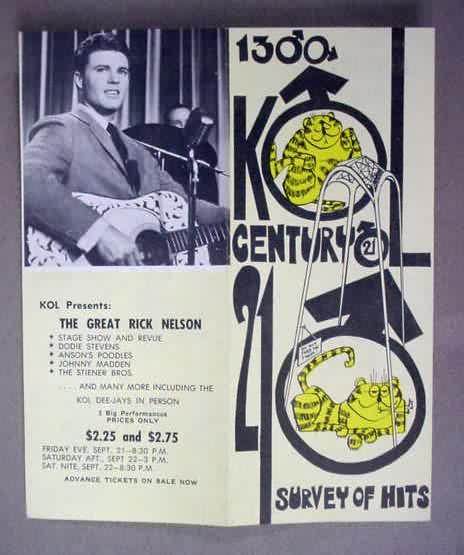 KOL Presents:
THE GREAT RICK NELSON
STAGE SHOW AND REVUE
DODIE STEVENS
ANSON'S POODLES
JOHNNY MADDEN
THE STIENER BROS.
.... AND MANY MORE INCLUDING THE
KOL DEE-JAYS IN PERSON
3 Big Performances
PRICES ONLY
$2.25 and $2.75
FRIDAY EVE, SEPT. 21—8:30 P.M.
SATURDAY AFT., SEPT 22—3 P.M.
SAT. NITE, SEPT. 22—8:30 P.M.
ADVANCE TICKETS ON SALE NOW
1300
KOL
CENTURY 21
21
SURVEY OF HITS